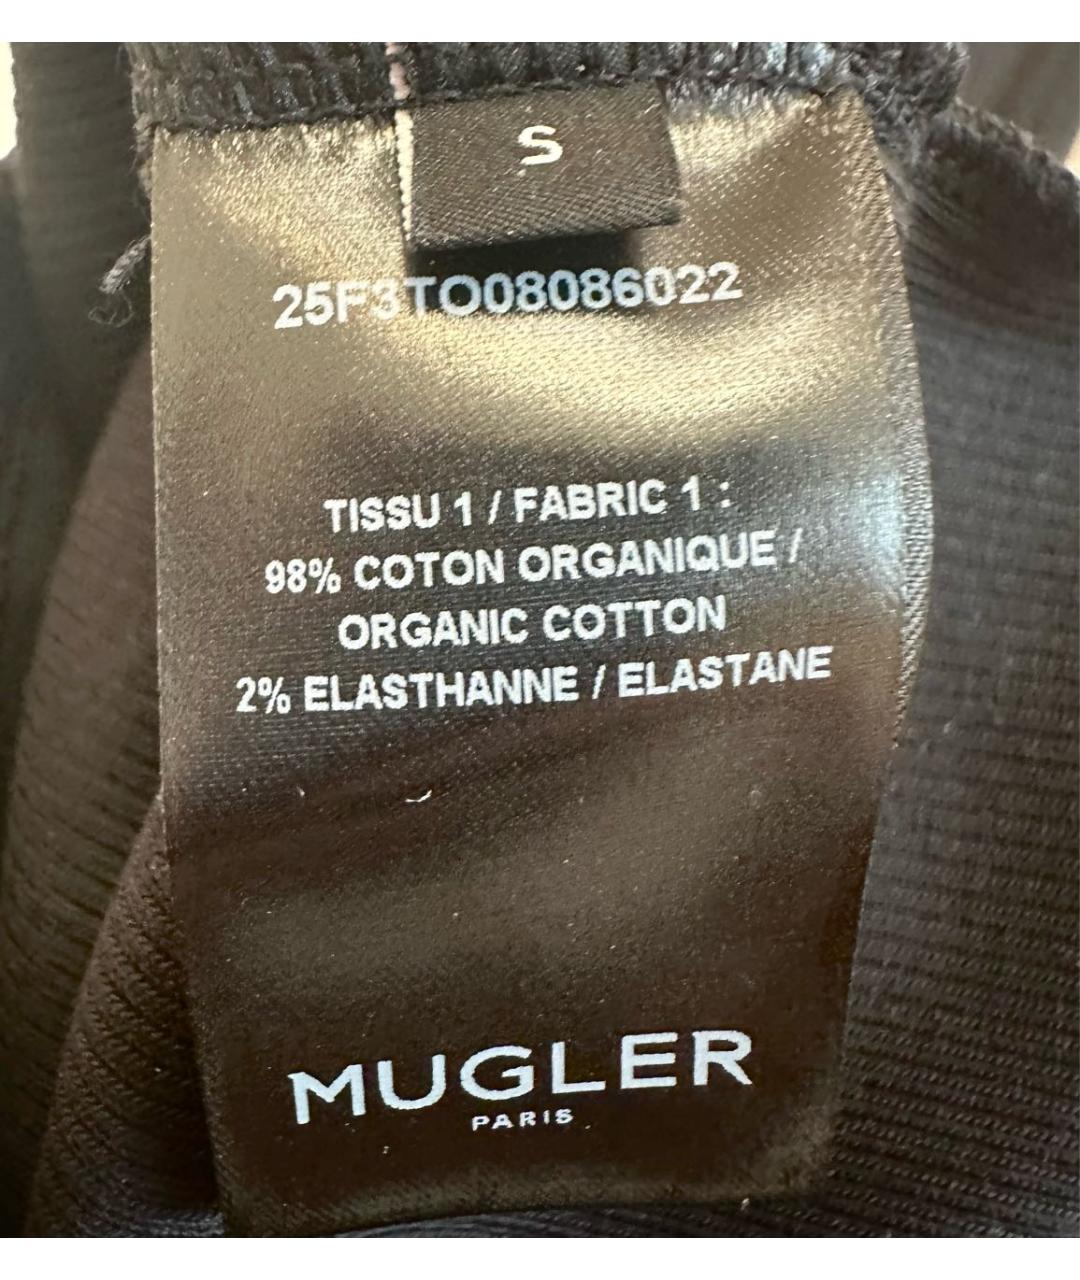 S
25F3TO08086022
TISSU 1 / FABRIC 1 :
98% COTON ORGANIQUE /
ORGANIC COTTON
2% ELASTHANNE / ELASTANE
MUGLER
PARIS